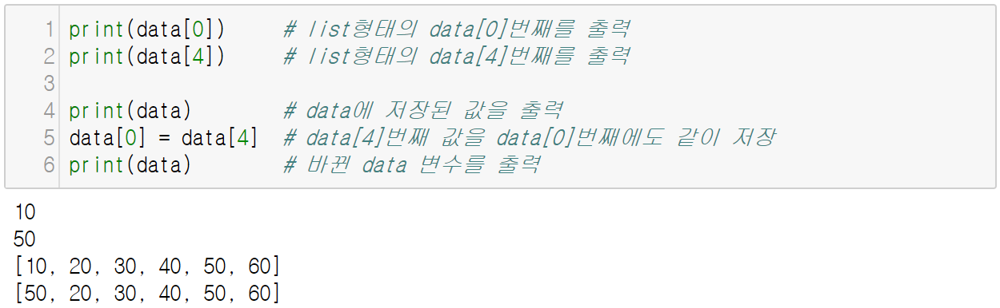 1 print(data[0]) # list형태의 data[0]번째를 출력
2 print(data[4]) # list형태의 data[4]번째를 출력
3
4 print(data) # data에 저장된 값을 출력
5 data[0] = data[4] # data[4]번째 값을 data[0]번째에도 같이 저장
6 print(data) # 바뀐 data 변수를 출력
10
50
[10, 20, 30, 40, 50, 60]
[50, 20, 30, 40, 50, 60]